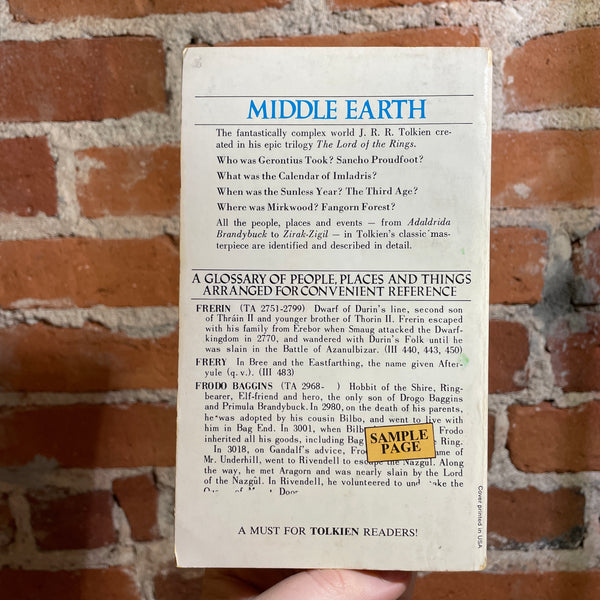 MIDDLE EARTH
The fantastically complex world J. R. R. Tolkien cre-
ated in his epic trilogy The Lord of the Rings.
Who was Gerontius Took? Sancho Proudfoot?
What was the Calendar of Imladris?
When was the Sunless Year? The Third Age?
Where was Mirkwood? Fangorn Forest?
All the people, places and events — from Adaldrida
Brandybuck to Zirak-Zigil — in Tolkien's classic mas-
terpiece are identified and described in detail.
A GLOSSARY OF PEOPLE, PLACES AND THINGS
ARRANGED FOR CONVENIENT REFERENCE
FRERIN (TA 2751-2799) Dwarf of Durin's line, second son
of Thráin II and younger brother of Thorin II. Frerin escaped
with his family from Erebor when Smaug attacked the Dwarf-
kingdom in 2770, and wandered with Durin's Folk until he
was slain in the Battle of Azanulbizar. (III 440, 443, 450)
FRERY In Bree and the Eastfarthing, the name given After-
yule (q.v.). (III 483)
FRODO BAGGINS (TA 2968- ) Hobbit of the Shire, Ring-
bearer, Elf-friend and hero, the only son of Drogo Baggins
and Primula Brandybuck. In 2980, on the death of his parents,
he was adopted by his cousin Bilbo, and went to live with
him in Bag End. In 3001, when Bilb Frodo
inherited all his goods, including Bag Ring.
In 3018, on Gandalf's advice, Fro me of
Mr. Underhill, went to Rivendell to escape the Nazgûl. Along
the way, he met Aragorn and was nearly slain by the Lord
of the Nazgûl. In Rivendell, he volunteered to und take the
SAMPLE
PAGE
A MUST FOR TOLKIEN READERS!
Cover printed in USA